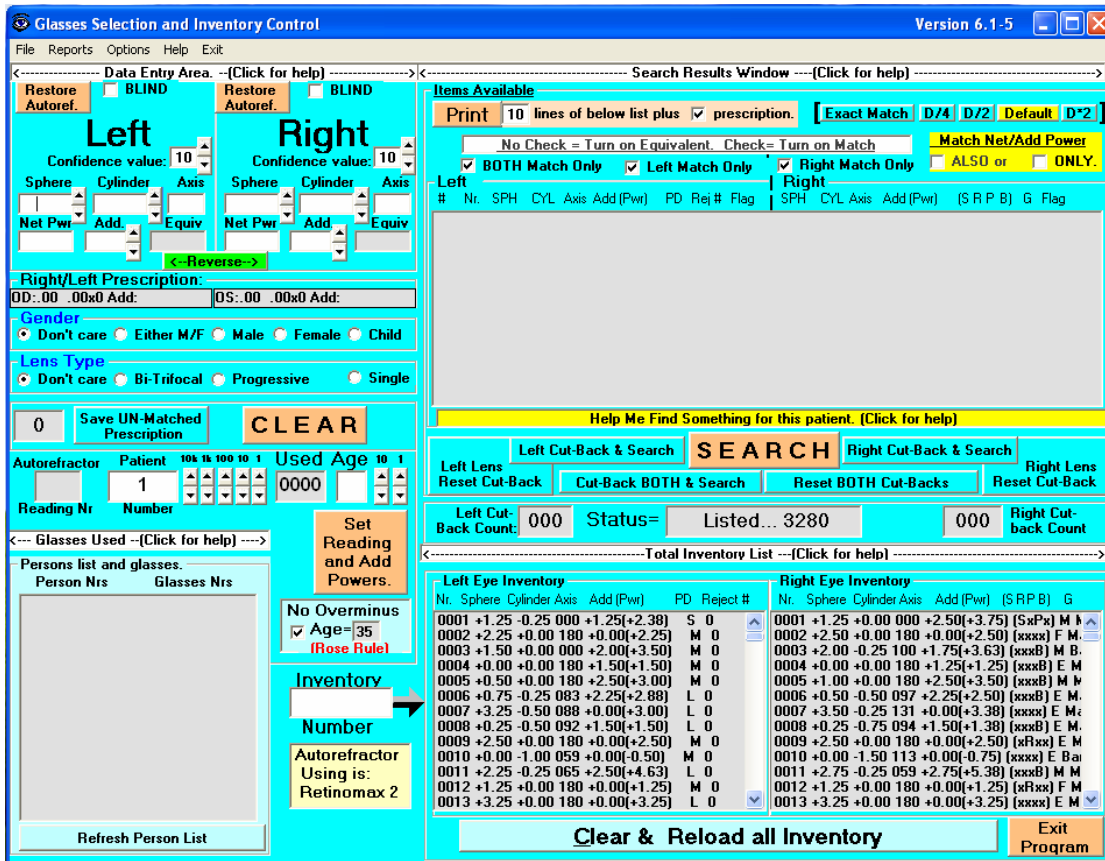 Glasses Selection and Inventory Control Version 6.1-5
File Reports Options Help Exit
<---------------- Data Entry Area. --(Click for help) ---------------->
Restore Autoref. BLIND Restore Autoref. BLIND
Left Right
Confidence value: 10 Confidence value: 10
Sphere Cylinder Axis Sphere Cylinder Axis
Net Pwr Add. Equiv Net Pwr Add. Equiv
<--Reverse-->
Right/Left Prescription:
OD:.00 .00x0 Add: OS:.00 .00x0 Add:
Gender
Don't care Either M/F Male Female Child
Lens Type
Don't care Bi-Trifocal Progressive Single
0 Save UN-Matched Prescription CLEAR
Autorefractor Reading Nr
Patient Number 1 10k 1k 100 10 1
Used 0000
Age 10 1
<--- Glasses Used --(Click for help) ---->
Persons list and glasses.
Person Nrs Glasses Nrs
Refresh Person List
Set Reading and Add Powers.
No Overminus
Age= 35
(Rose Rule)
Inventory
Number
Autorefractor
Using is:
Retinomax 2
<-------------------------- Search Results Window ----(Click for help) -------------------------->
Items Available
Print 10 lines of below list plus prescription. [ Exact Match D/4 D/2 Default D*2 ]
No Check = Turn on Equivalent. Check= Turn on Match
Match Net/Add Power
BOTH Match Only Left Match Only Right Match Only ALSO or ONLY.
Left Right
# Nr. SPH CYL Axis Add (Pwr) PD Rej # Flag SPH CYL Axis Add (Pwr) (S R P B) G Flag
Help Me Find Something for this patient. (Click for help)
Left Cut-Back & Search SEARCH Right Cut-Back & Search
Left Lens Reset Cut-Back Cut-Back BOTH & Search Reset BOTH Cut-Backs Right Lens Reset Cut-Back
Left Cut-Back Count: 000 Status= Listed... 3280 000 Right Cut-back Count
<----------------------------Total Inventory List ---(Click for help) ---------------------------->
Left Eye Inventory
Nr. Sphere Cylinder Axis Add (Pwr) PD Reject #
0001 +1.25 -0.25 000 +1.25(+2.38) S 0
0002 +2.25 +0.00 180 +0.00(+2.25) M 0
0003 +1.50 +0.00 000 +2.00(+3.50) M 0
0004 +0.00 +0.00 180 +1.50(+1.50) M 0
0005 +0.50 +0.00 180 +2.50(+3.00) M 0
0006 +0.75 -0.25 083 +2.25(+2.88) L 0
0007 +3.25 -0.50 088 +0.00(+3.00) L 0
0008 +0.25 -0.50 092 +1.50(+1.50) L 0
0009 +2.50 +0.00 180 +0.00(+2.50) M 0
0010 +0.00 -1.00 059 +0.00(-0.50) M 0
0011 +2.25 -0.25 065 +2.50(+4.63) L 0
0012 +1.25 +0.00 180 +0.00(+1.25) M 0
0013 +3.25 +0.00 180 +0.00(+3.25) L 0
Right Eye Inventory
Nr. Sphere Cylinder Axis Add (Pwr) (S R P B) G
0001 +1.25 +0.00 000 +2.50(+3.75) (SxPx) M
0002 +2.50 +0.00 180 +0.00(+2.50) (xxxx) F M
0003 +2.00 -0.25 100 +1.75(+3.63) (xxxB) M B
0004 +0.00 +0.00 180 +1.25(+1.25) (xxxB) E M
0005 +1.00 +0.00 180 +2.50(+3.50) (xxxB) E M
0006 +0.50 -0.50 097 +2.25(+2.50) (xxxB) E M
0007 +3.50 -0.25 131 +0.00(+3.38) (xxxx) E Ma
0008 +0.25 -0.75 094 +1.50(+1.38) (xxxB) E M
0009 +2.50 +0.00 180 +0.00(+2.50) (xRxx) E M
0010 +0.00 -1.50 113 +0.00(-0.75) (xxxx) E Bar
0011 +2.75 -0.25 059 +2.75(+5.38) (xxxB) M M
0012 +1.25 +0.00 180 +0.00(+1.25) (xRxx) F M
0013 +3.25 +0.00 180 +0.00(+3.25) (xxxx) E M
Clear & Reload all Inventory
Exit Program